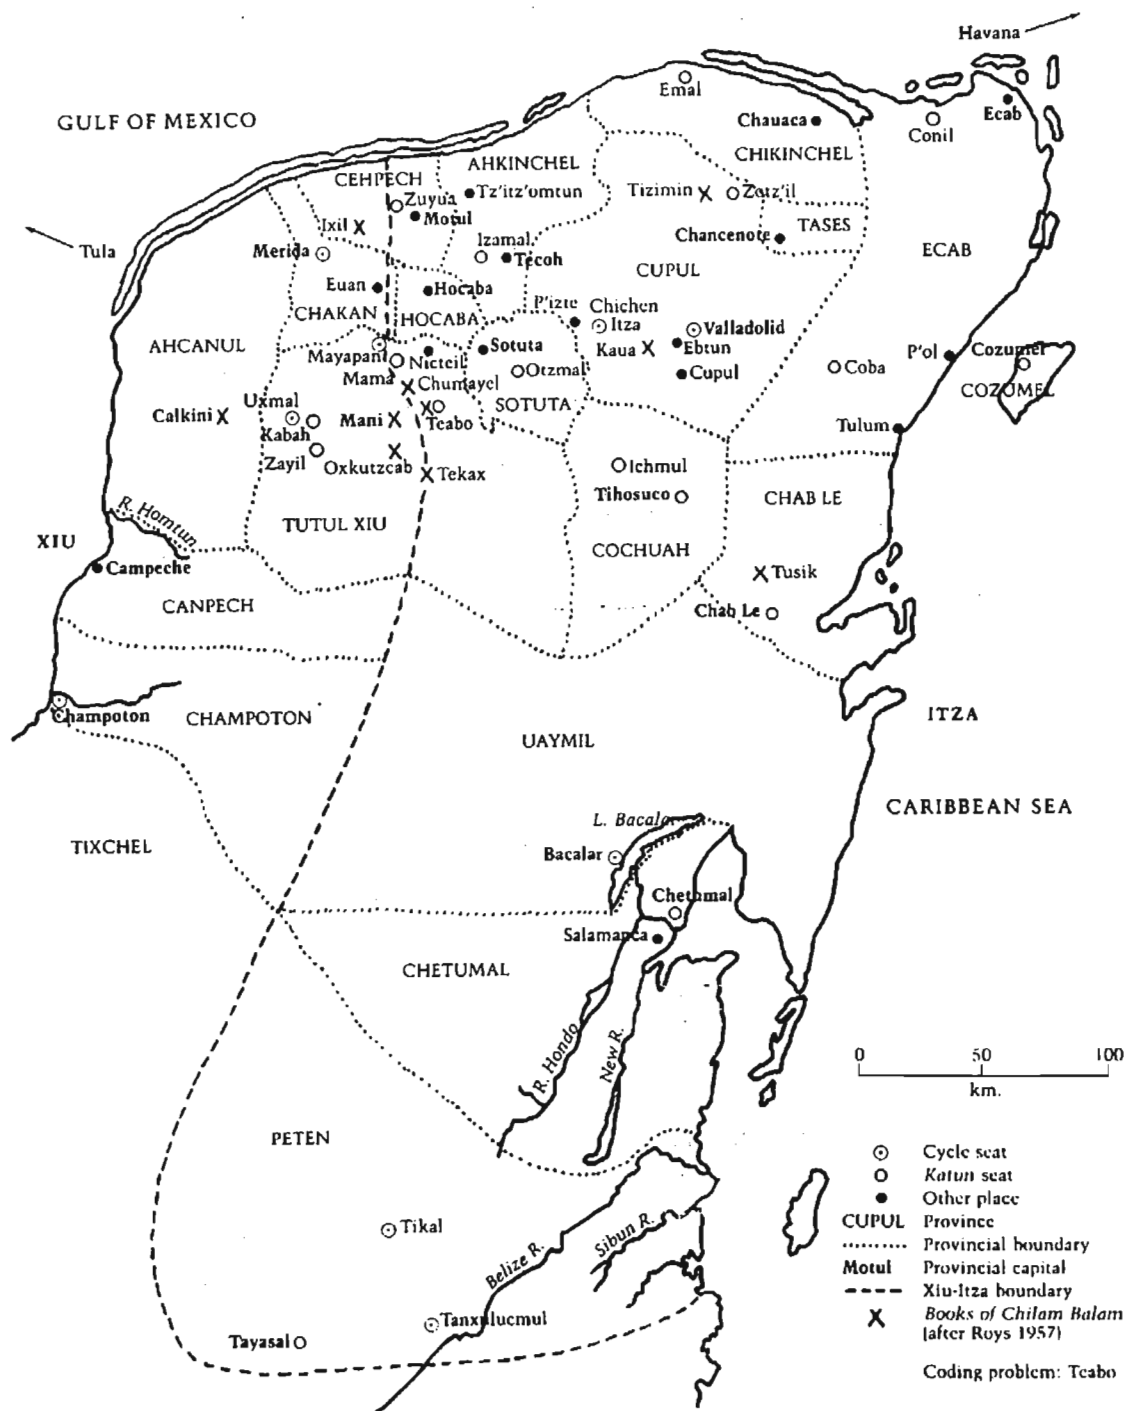 Havana
GULF OF MEXICO
Emal
Ecab
Conil
Chauaca
CHIKINCHEL
AHKINCHEL
CEHPECH
Tz'itz'omtun
Tizimin
Zotz'il
Zuyua
Motul
Ixil
TASES
Chancenote
Tula
Merida
Izamal
Tecoh
ECAB
CUPUL
Euan
Hocaba
P'izte
Chichen
Itza
CHAKAN
HOCABA
Valladolid
AHCANUL
Mayapan
Nicteil
Sotuta
Kaua
Ebtun
P'ol
Cozumel
Mama
Chumayel
Otzmal
Cupul
Coba
COZUMEL
Uxmal
SOTUTA
Calkini
Mani
Teabo
Kabah
Tulum
Zayil
Oxkutzcab
Tekax
Ichmul
Tihosuco
CHAB LE
R. Homtun
TUTUL XIU
XIU
COCHUAH
Campeche
Tusik
CANPECH
Chab Le
Champoton
CHAMPOTON
ITZA
UAYMIL
CARIBBEAN SEA
TIXCHEL
L. Bacalar
Bacalar
Chetumal
Salamanca
CHETUMAL
R. Hondo
New R.
0 50 100
km.
PETEN
Cycle seat
Katun seat
Other place
CUPUL Province
Provincial boundary
Motul Provincial capital
Xiu-Itza boundary
Books of Chilam Balam
(after Roys 1957)
Coding problem: Teabo
Tikal
Belize R.
Sibun R.
Tanxulucmul
Tayasal